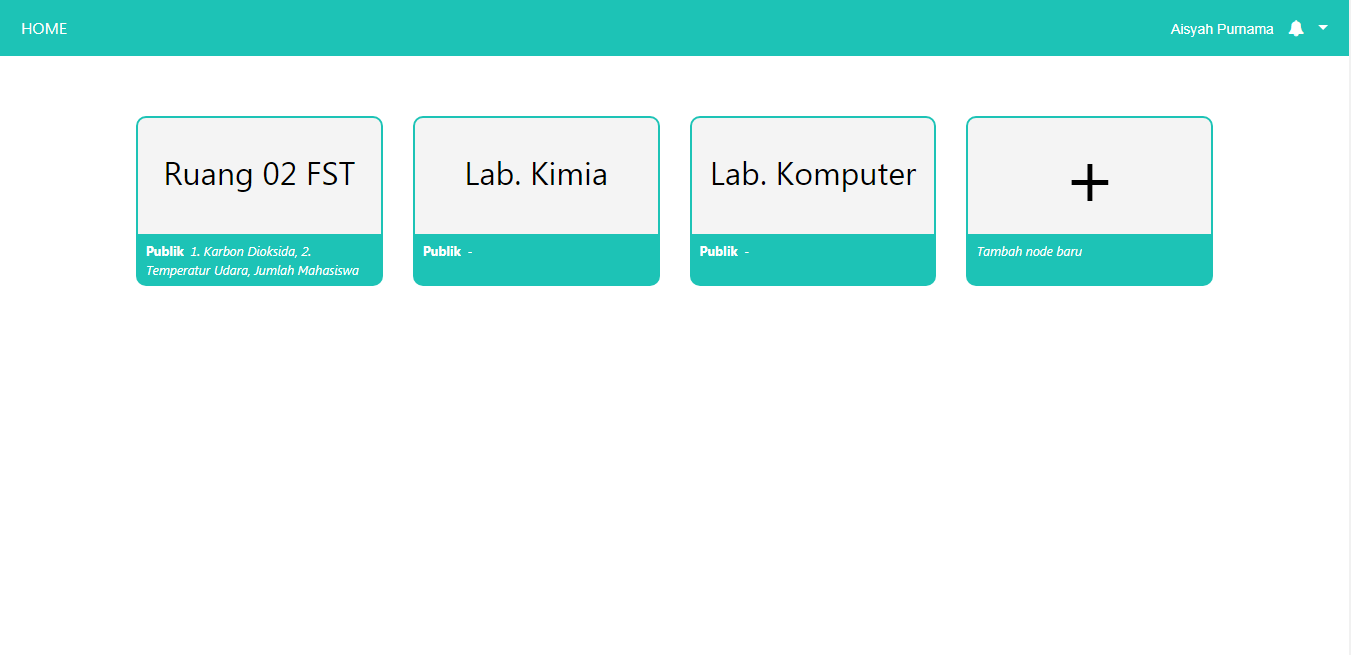 HOME
Aisyah Purnama
Ruang 02 FST
Publik 1. Karbon Dioksida, 2.
Temperatur Udara, Jumlah Mahasiswa
Lab. Kimia
Publik -
Lab. Komputer
Publik -
+
Tambah node baru